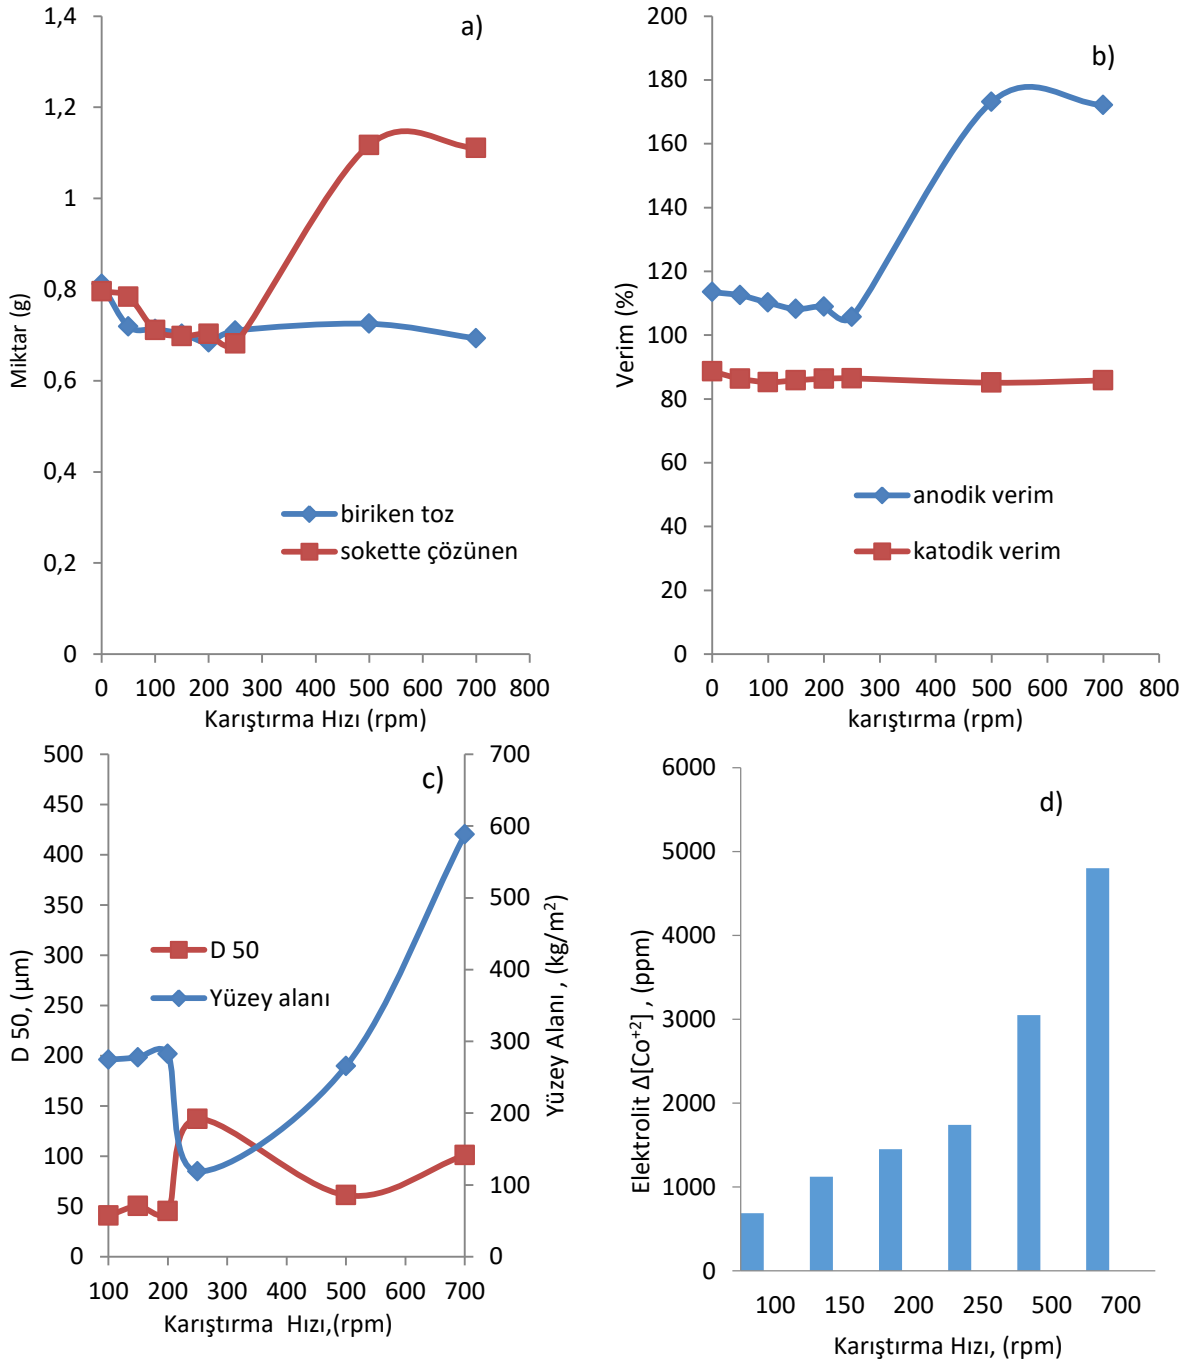 a)
1,4
1,2
1
0,8
0,6
0,4
0,2
0
Miktar (g)
biriken toz
sokette çözünen
0 100 200 300 400 500 600 700 800
Karıştırma Hızı (rpm)
b)
200
180
160
140
120
100
80
60
40
20
0
Verim (%)
anodik verim
katodik verim
0 100 200 300 400 500 600 700 800
karıştırma (rpm)
c)
500
450
400
350
300
250
200
150
100
50
0
D 50, (µm)
D 50
Yüzey alanı
700
600
500
400
300
200
100
0
Yüzey Alanı , (kg/m²)
100 200 300 400 500 600 700
Karıştırma Hızı,(rpm)
d)
6000
5000
4000
3000
2000
1000
0
Elektrolit Δ[Co⁺²] , (ppm)
100 150 200 250 500 700
Karıştırma Hızı, (rpm)